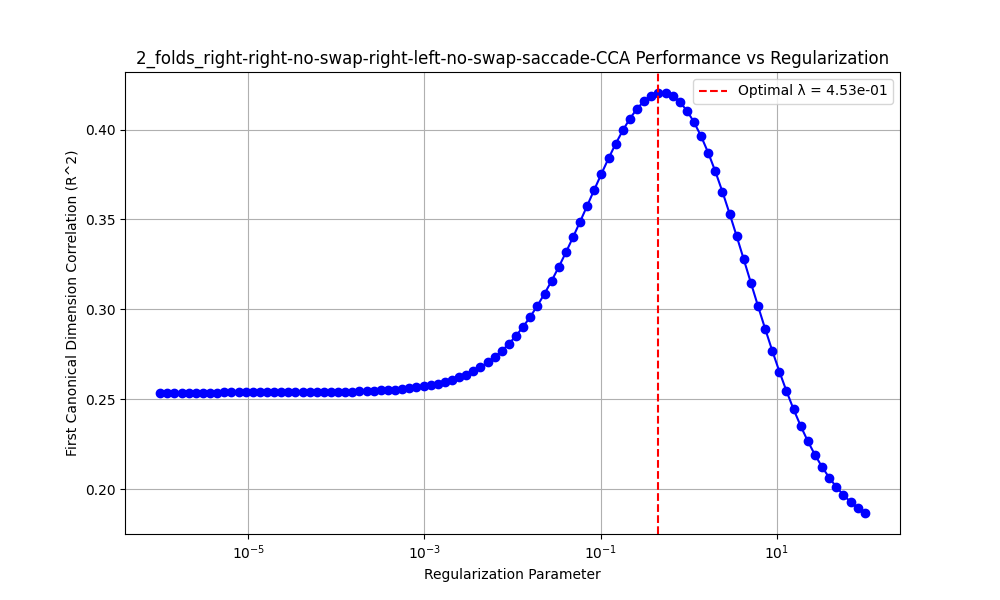 2_folds_right-right-no-swap-right-left-no-swap-saccade-CCA Performance vs Regularization
Optimal λ = 4.53e-01
First Canonical Dimension Correlation (R^2)
0.40
0.35
0.30
0.25
0.20
10⁻⁵
10⁻³
10⁻¹
10¹
Regularization Parameter